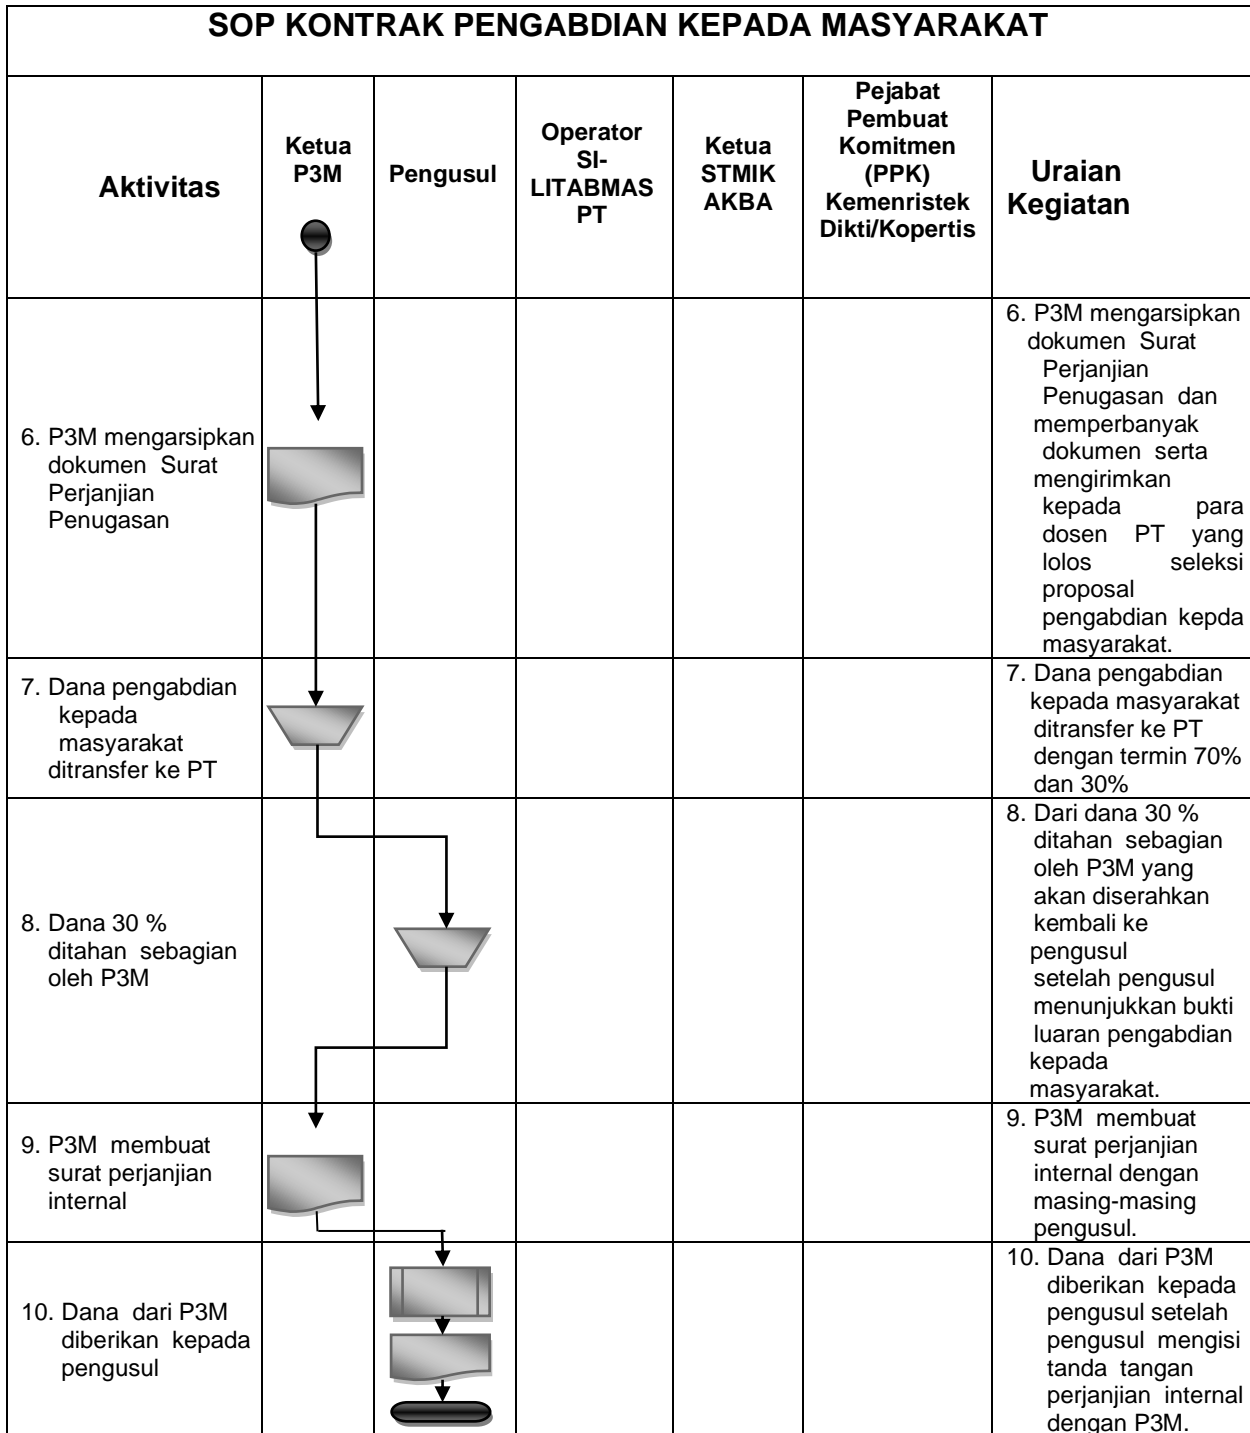 SOP KONTRAK PENGABDIAN KEPADA MASYARAKAT
Aktivitas
Ketua
P3M
Pengusul
Operator
SI-
LITABMAS
PT
Ketua
STMIK
AKBA
Pejabat
Pembuat
Komitmen
(PPK)
Kemenristek
Dikti/Kopertis
Uraian
Kegiatan
6. P3M mengarsipkan
dokumen Surat
Perjanjian
Penugasan
6. P3M mengarsipkan
dokumen Surat
Perjanjian
Penugasan dan
memperbanyak
dokumen serta
mengirimkan
kepada para
dosen PT yang
lolos seleksi
proposal
pengabdian kepda
masyarakat.
7. Dana pengabdian
kepada
masyarakat
ditransfer ke PT
7. Dana pengabdian
kepada masyarakat
ditransfer ke PT
dengan termin 70%
dan 30%
8. Dana 30 %
ditahan sebagian
oleh P3M
8. Dari dana 30 %
ditahan sebagian
oleh P3M yang
akan diserahkan
kembali ke
pengusul
setelah pengusul
menunjukkan bukti
luaran pengabdian
kepada
masyarakat.
9. P3M membuat
surat perjanjian
internal
9. P3M membuat
surat perjanjian
internal dengan
masing-masing
pengusul.
10. Dana dari P3M
diberikan kepada
pengusul
10. Dana dari P3M
diberikan kepada
pengusul setelah
pengusul mengisi
tanda tangan
perjanjian internal
dengan P3M.